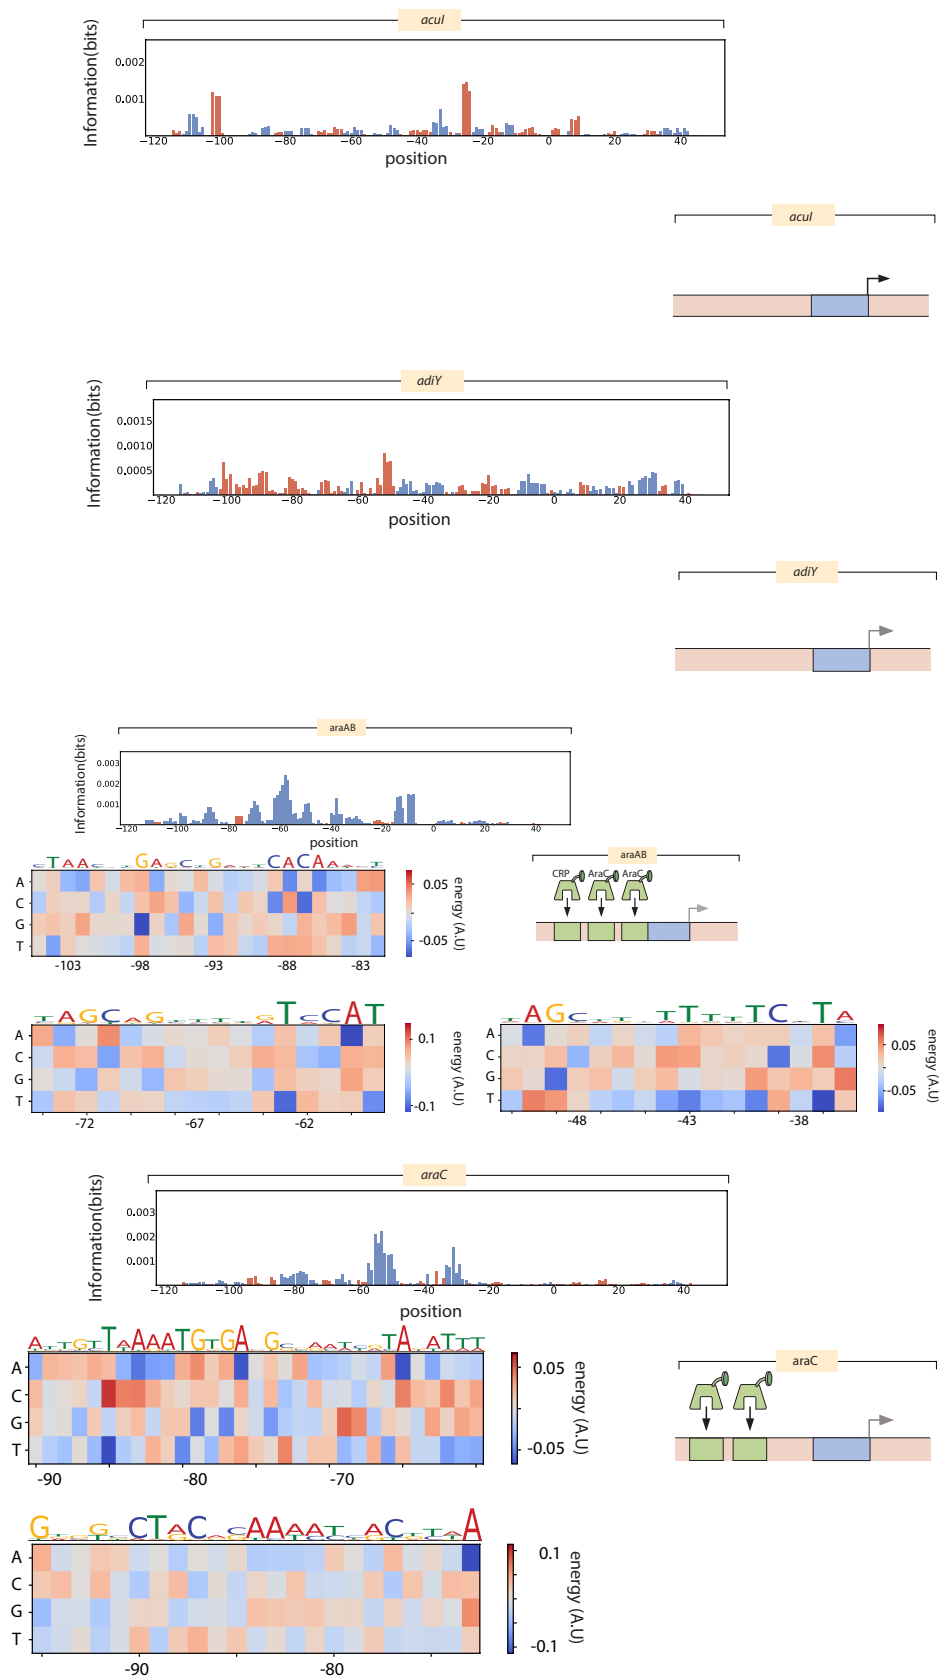 acuI
Information(bits)
0.002
0.001
−120 −100 −80 −60 −40 −20 0 20 40
position
acuI
adiY
Information(bits)
0.0015
0.0010
0.0005
−120 −100 −80 −60 −40 −20 0 20 40
position
adiY
araAB
Information(bits)
0.003
0.002
0.001
−120 −100 −80 −60 −40 −20 0 20 40
position
A
C
G
T
-103 -98 -93 -88 -83
0.05
-0.05
energy (A.U)
araAB
CRP AraC AraC
A
C
G
T
-72 -67 -62
0.1
-0.1
energy (A.U)
A
C
G
T
-48 -43 -38
0.05
-0.05
energy (A.U)
araC
Information(bits)
0.003
0.002
0.001
−120 −100 −80 −60 −40 −20 0 20 40
position
A
C
G
T
-90 -80 -70
0.05
-0.05
energy (A.U)
araC
A
C
G
T
-90 -80
0.1
-0.1
energy (A.U)